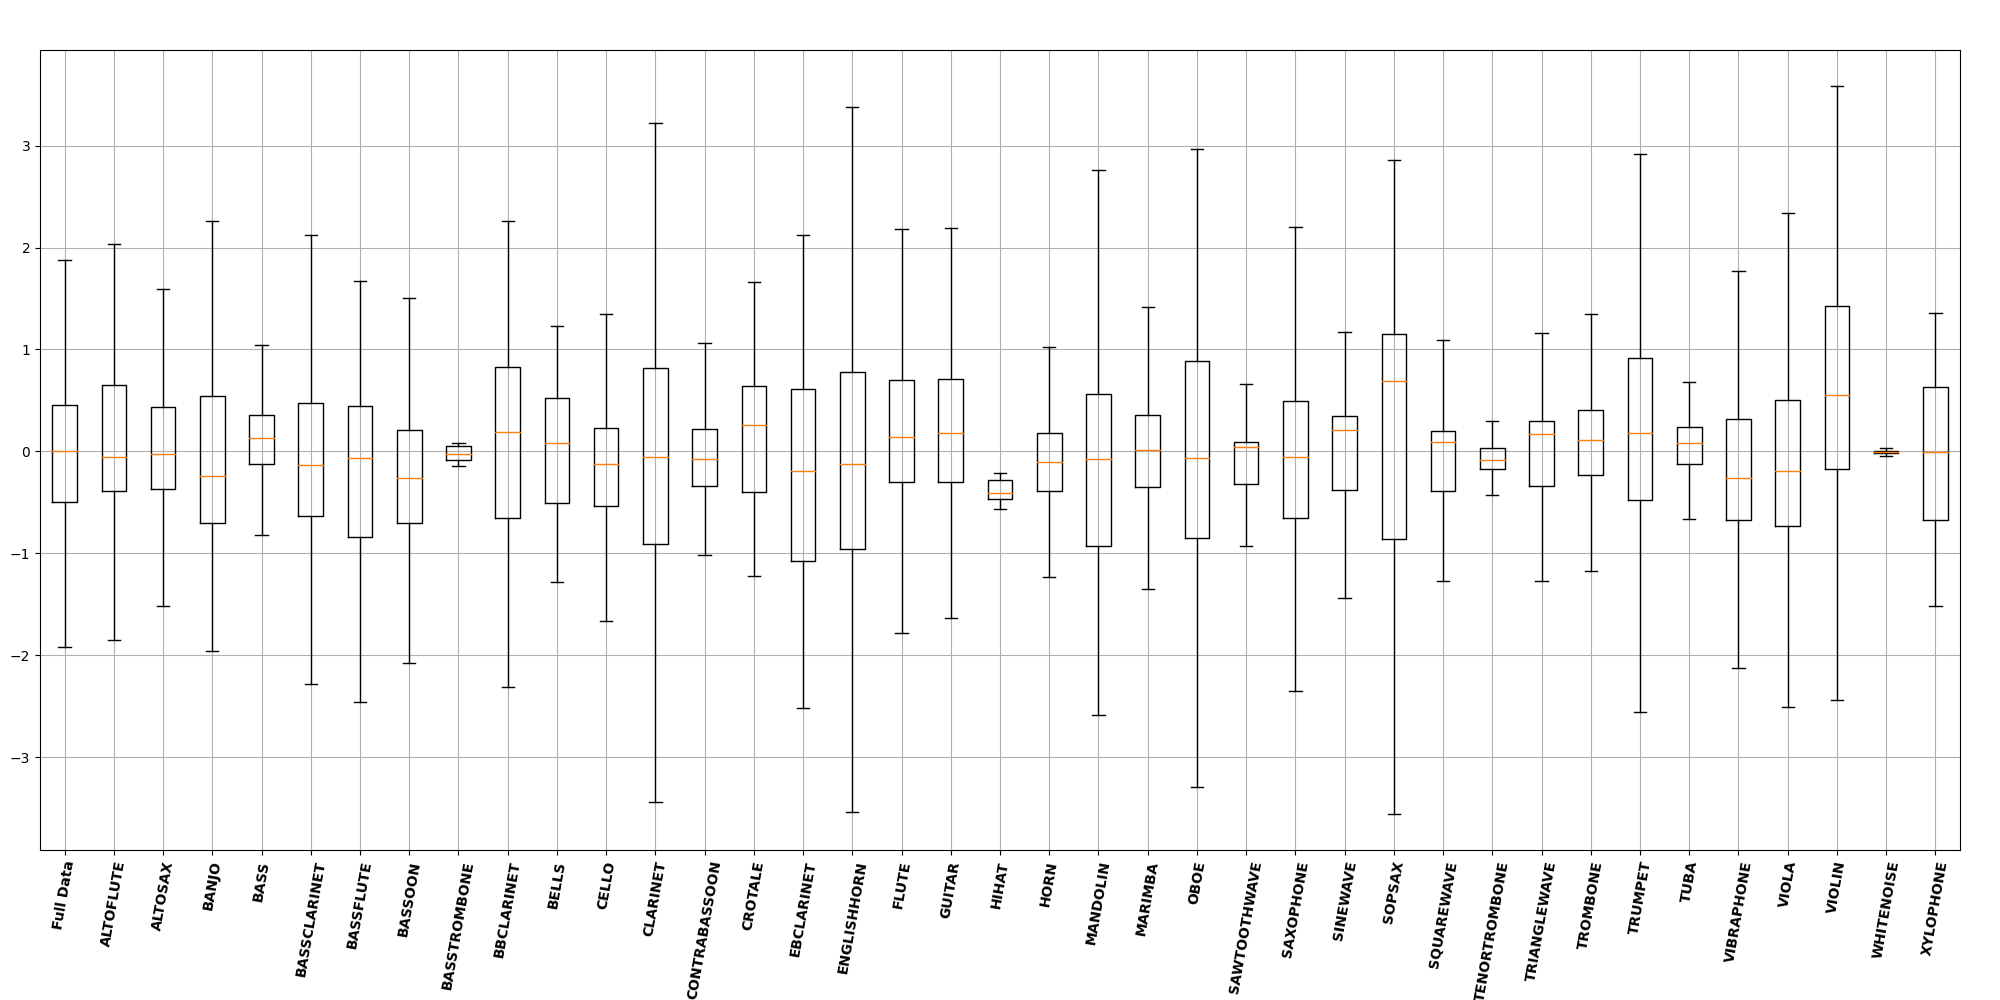 3
2
1
0
−1
−2
−3
Full Data
ALTOFLUTE
ALTOSAX
BANJO
BASS
BASSCLARINET
BASSFLUTE
BASSOON
BASSTROMBONE
BBCLARINET
BELLS
CELLO
CLARINET
CONTRABASSOON
CROTALE
EBCLARINET
ENGLISHHORN
FLUTE
GUITAR
HIHAT
HORN
MANDOLIN
MARIMBA
OBOE
SAWTOOTHWAVE
SAXOPHONE
SINEWAVE
SOPSAX
SQUAREWAVE
TENORTROMBONE
TRIANGLEWAVE
TROMBONE
TRUMPET
TUBA
VIBRAPHONE
VIOLA
VIOLIN
WHITENOISE
XYLOPHONE